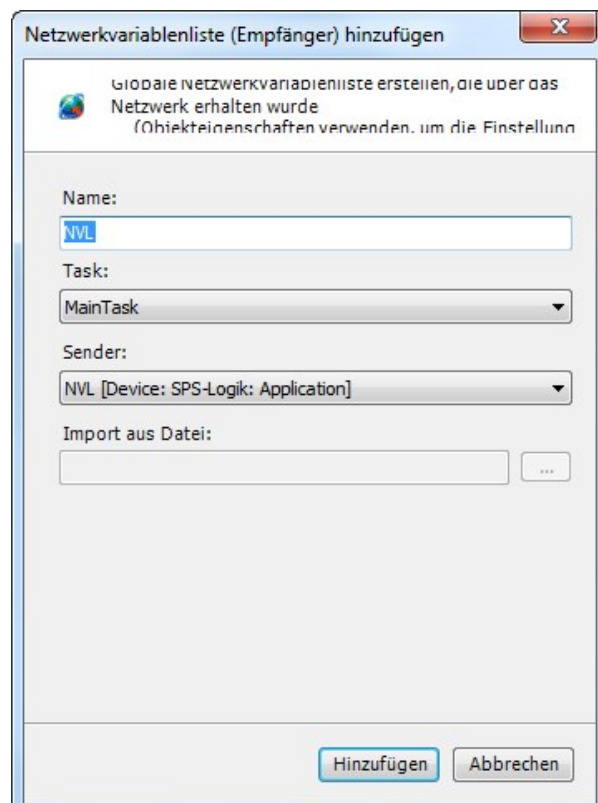 Netzwerkvariablenliste (Empfänger) hinzufügen
Globale Netzwerkvariablenliste erstellen, die über das
Netzwerk erhalten wurde
(Objekteigenschaften verwenden, um die Einstellung
Name:
NVL
Task:
MainTask
Sender:
NVL [Device: SPS-Logik: Application]
Import aus Datei:
...
Hinzufügen
Abbrechen